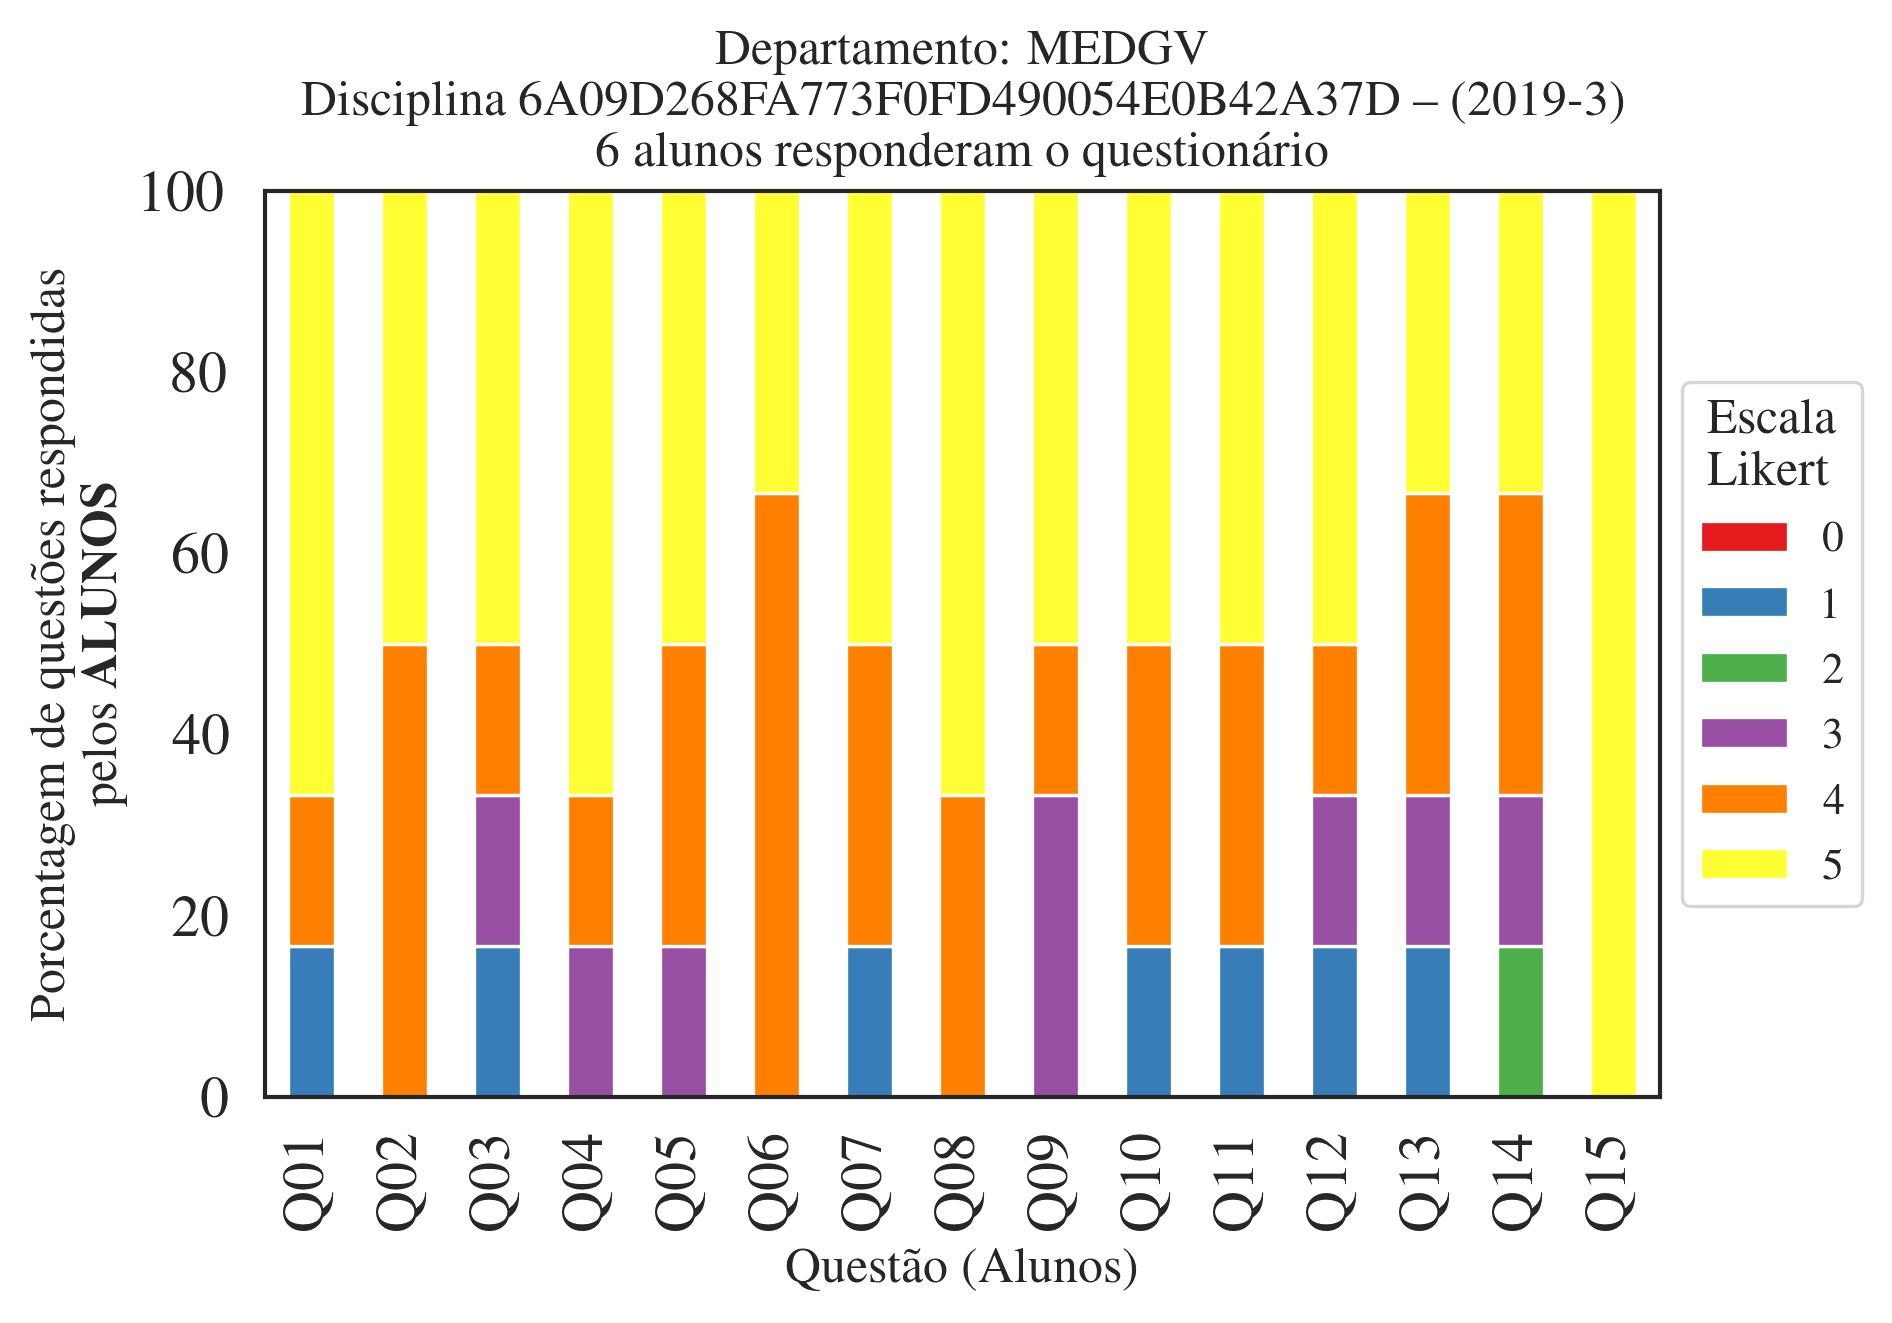 Departamento: MEDGV
Disciplina 6A09D268FA773F0FD490054E0B42A37D – (2019-3)
6 alunos responderam o questionário
Porcentagem de questões respondidas
pelos ALUNOS
100
80
60
40
20
0
Q01
Q02
Q03
Q04
Q05
Q06
Q07
Q08
Q09
Q10
Q11
Q12
Q13
Q14
Q15
Questão (Alunos)
Escala
Likert
0
1
2
3
4
5